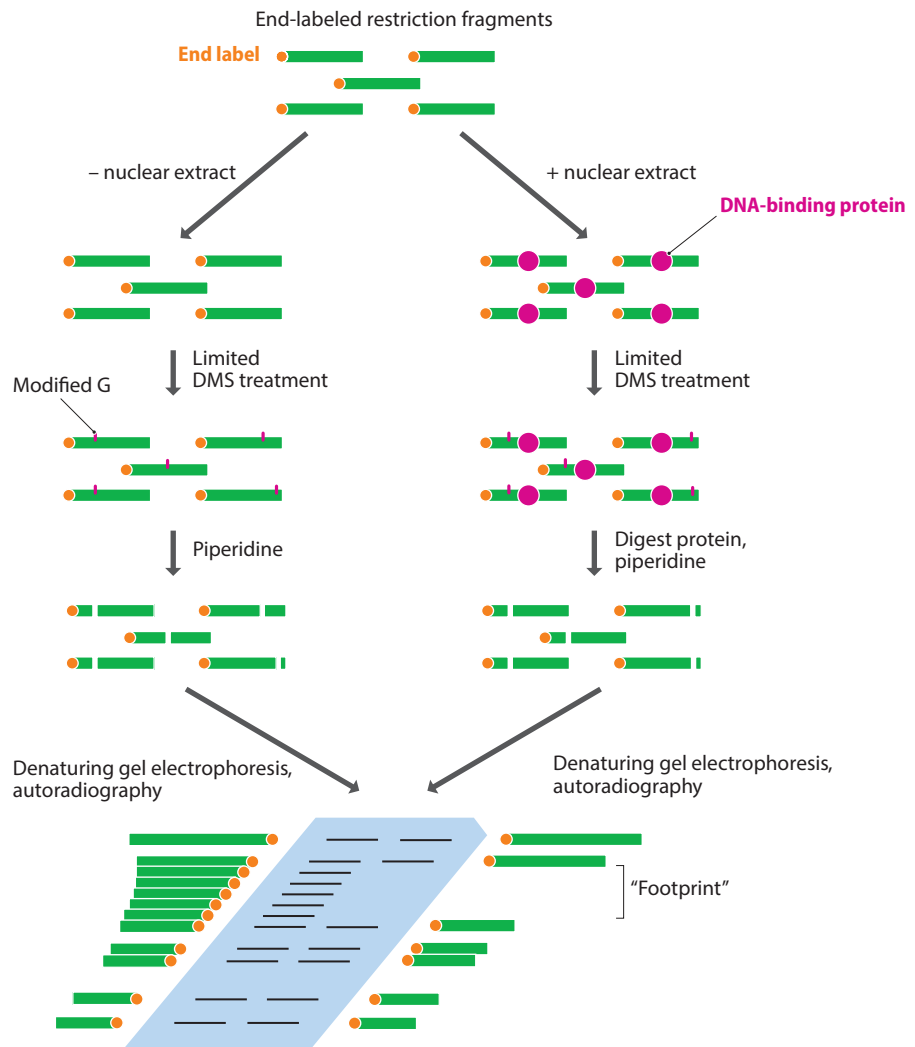 End-labeled restriction fragments
End label
– nuclear extract
+ nuclear extract
DNA-binding protein
Limited
DMS treatment
Limited
DMS treatment
Modified G
Piperidine
Digest protein,
piperidine
Denaturing gel electrophoresis,
autoradiography
Denaturing gel electrophoresis,
autoradiography
“Footprint”